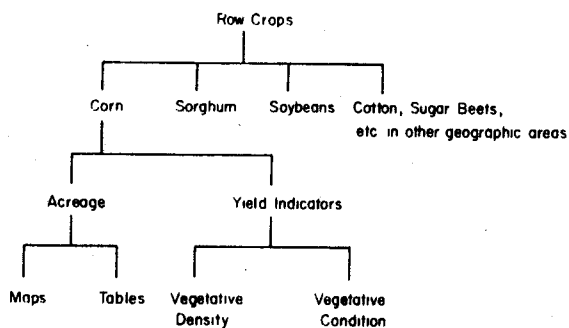 Row Crops
Corn Sorghum Soybeans Cotton, Sugar Beets,
etc in other geographic areas
Acreage Yield Indicators
Maps Tables Vegetative Vegetative
Density Condition